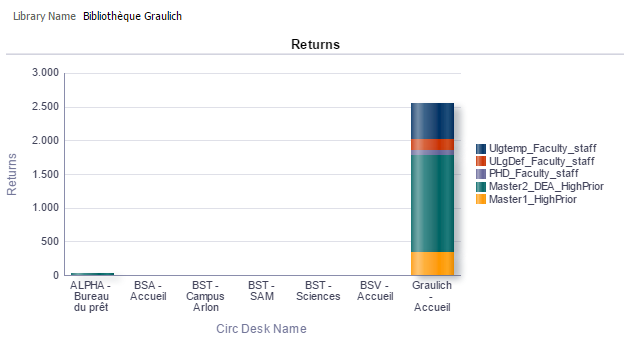 Library Name Bibliothèque Graulich
Returns
3.000
2.500
2.000
1.500
1.000
500
0
Returns
ALPHA -
Bureau
du prêt
BSA -
Accueil
BST -
Campus
Arlon
BST -
SAM
BST -
Sciences
BSV -
Accueil
Graulich
-
Accueil
Circ Desk Name
Ulgtemp_Faculty_staff
ULgDef_Faculty_staff
PHD_Faculty_staff
Master2_DEA_HighPrior
Master1_HighPrior